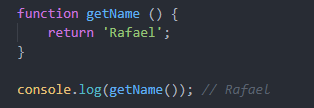 function getName () {
    return 'Rafael';
}
console.log(getName()); // Rafael